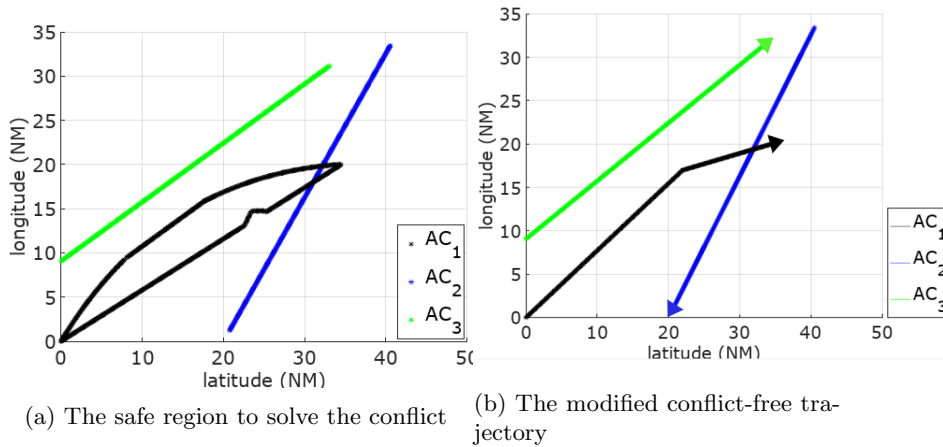 35
30
25
20
15
10
5
0
0
10
20
30
40
50
longitude (NM)
latitude (NM)
AC1
AC2
AC3
(a) The safe region to solve the conflict
35
30
25
20
15
10
5
0
0
10
20
30
40
50
longitude (NM)
latitude (NM)
AC1
AC2
AC3
(b) The modified conflict-free tra-
jectory